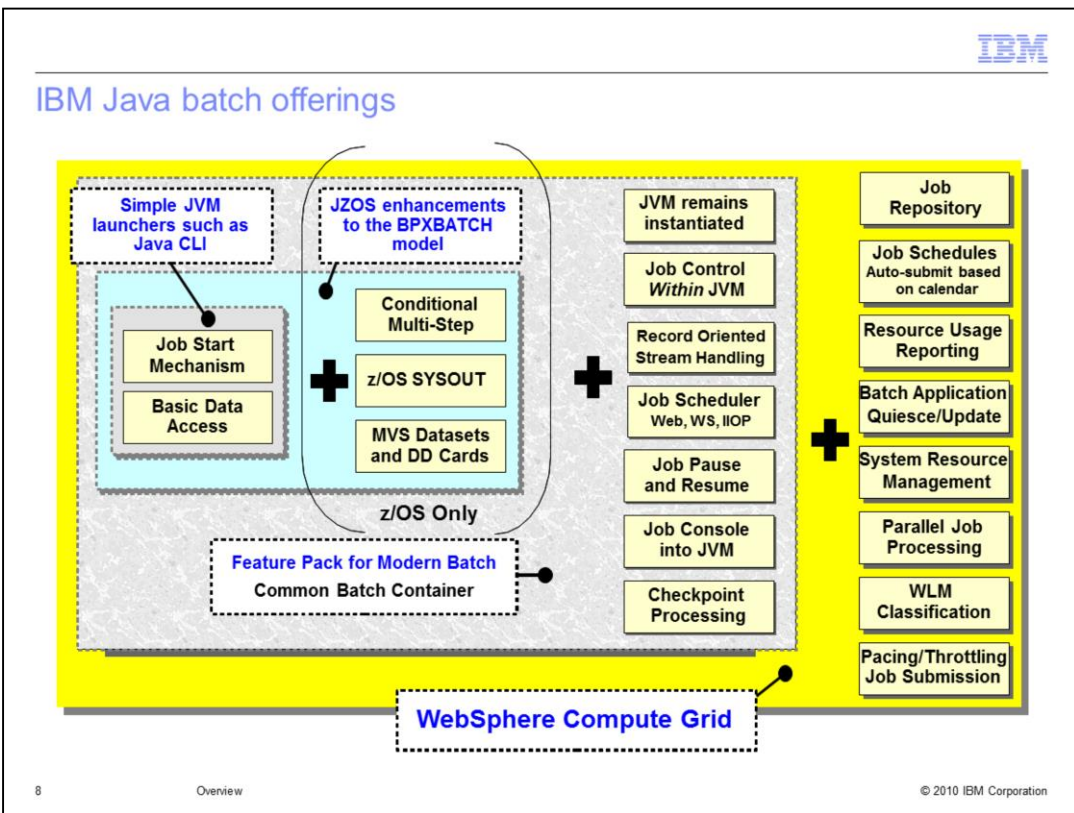 IBM
IBM Java batch offerings
Simple JVM
launchers such as
Java CLI
JZOS enhancements
to the BPXBATCH
model
Job Start
Mechanism
Basic Data
Access
Conditional
Multi-Step
z/OS SYSOUT
MVS Datasets
and DD Cards
z/OS Only
Feature Pack for Modern Batch
Common Batch Container
JVM remains
instantiated
Job Control
Within JVM
Record Oriented
Stream Handling
Job Scheduler
Web, WS, IIOP
Job Pause
and Resume
Job Console
into JVM
Checkpoint
Processing
Job
Repository
Job Schedules
Auto-submit based
on calendar
Resource Usage
Reporting
Batch Application
Quiesce/Update
System Resource
Management
Parallel Job
Processing
WLM
Classification
Pacing/Throttling
Job Submission
WebSphere Compute Grid
8 Overview © 2010 IBM Corporation